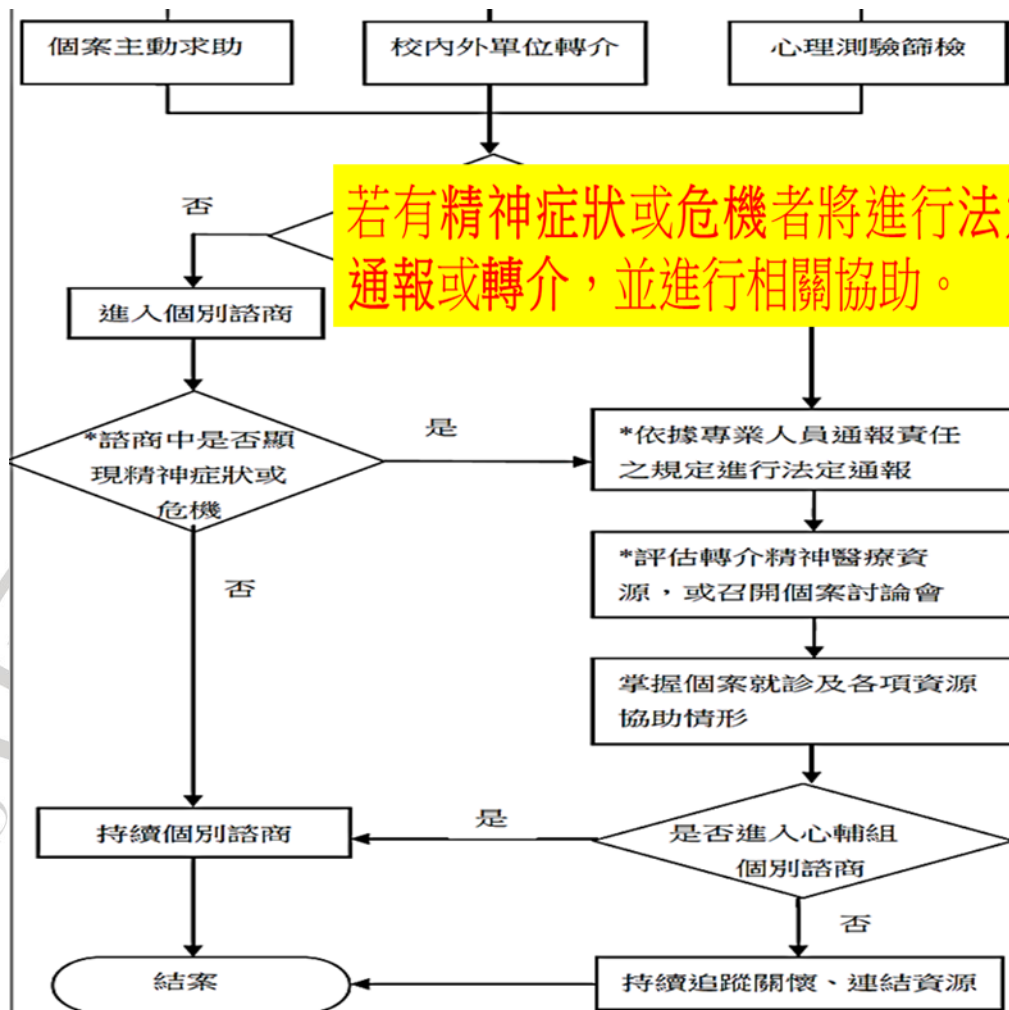 個案主動求助
校內外單位轉介
心理測驗篩檢
否
若有精神症狀或危機者將進行法
通報或轉介，並進行相關協助。
進入個別諮商
*諮商中是否顯
現精神症狀或
危機
是
*依據專業人員通報責任
之規定進行法定通報
否
*評估轉介精神醫療資
源，或召開個案討論會
掌握個案就診及各項資源
協助情形
持續個別諮商
是
是否進入心輔組
個別諮商
否
結案
持續追蹤關懷、連結資源